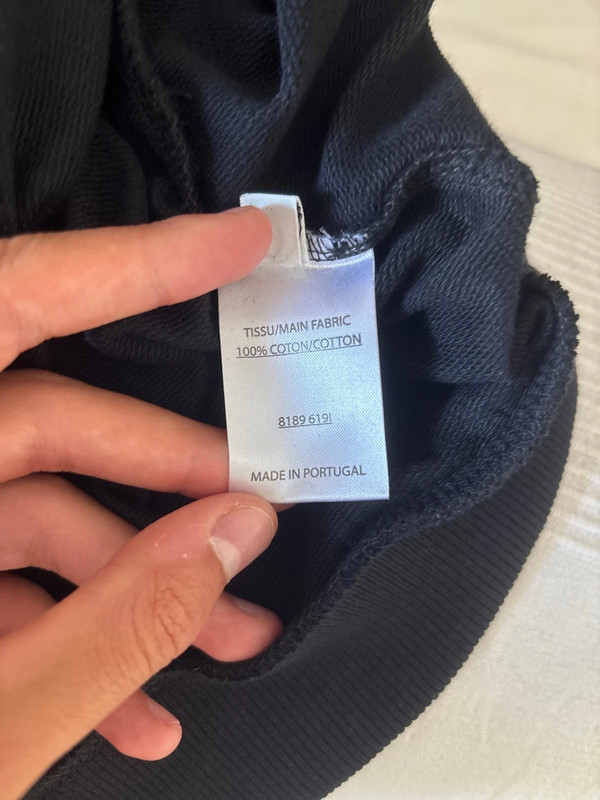 TISSU/MAIN FABRIC
100% COTON/COTTON
8189 619I
MADE IN PORTUGAL